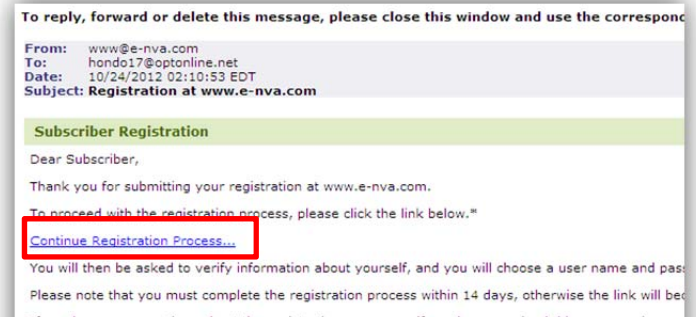 To reply, forward or delete this message, please close this window and use the
From: www@e-nva.com
To: hondo17@optonline.net
Date: 10/24/2012 02:10:53 EDT
Subject: Registration at www.e-nva.com
Subscriber Registration
Dear Subscriber,
Thank you for submitting your registration at www.e-nva.com.
To proceed with the registration process, please click the link below.*
Continue Registration Process...
You will then be asked to verify information about yourself, and you will choose a user name and
Please note that you must complete the registration process within 14 days, otherwise the link will